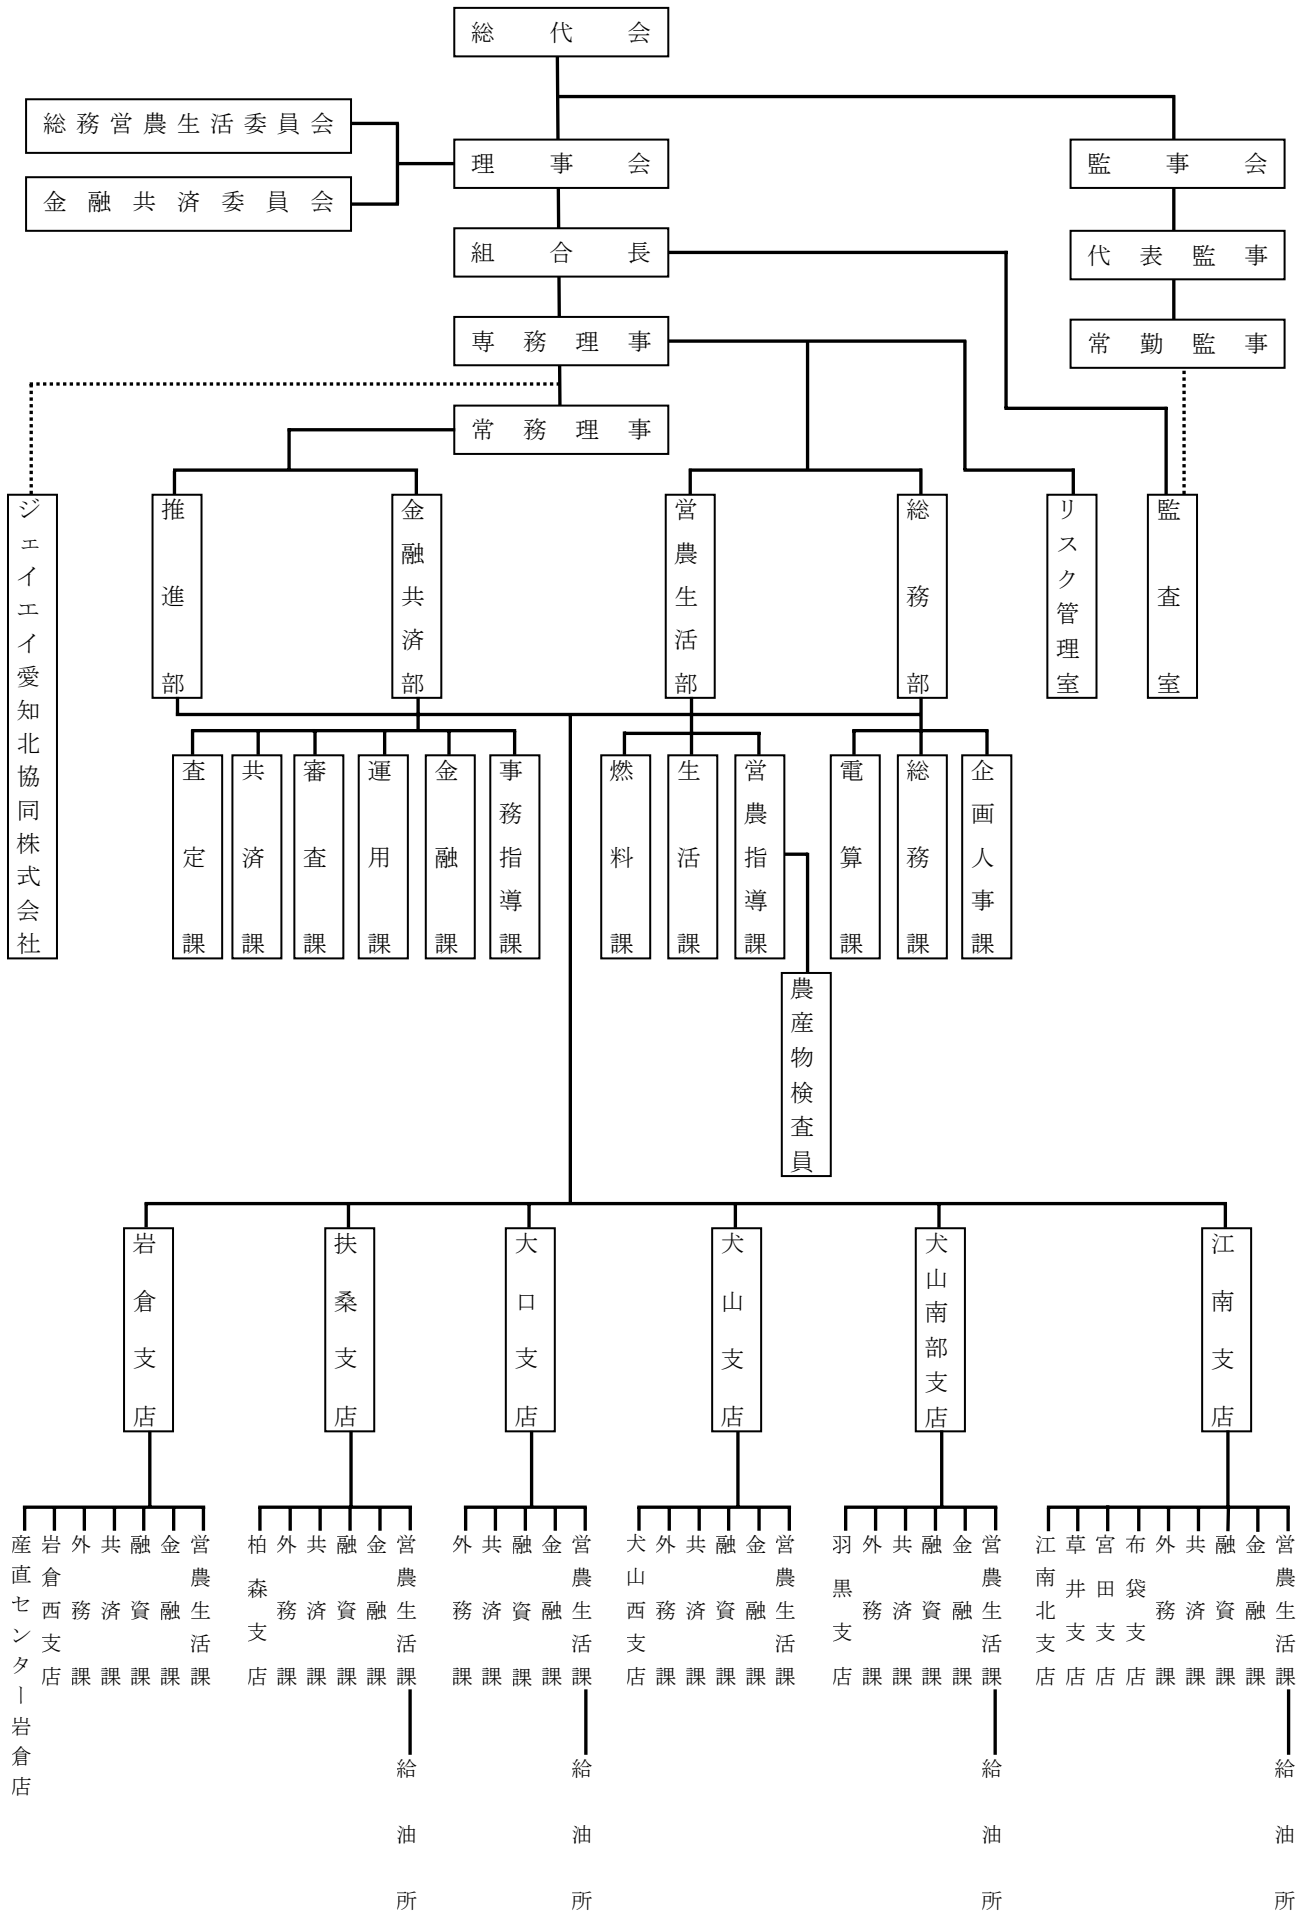 総代会
総務営農生活委員会
理事会
監事会
金融共済委員会
組合長
代表監事
専務理事
常勤監事
常務理事
ジェイエイ愛知北協同株式会社
推進部
金融共済部
営農生活部
総務部
リスク管理室
監査室
査定課
共済課
審査課
運用課
金融課
事務指導課
燃料課
生活課
営農指導課
電算課
総務課
企画人事課
農産物検査員
岩倉支店
扶桑支店
大口支店
犬山支店
犬山南部支店
江南支店
産直センター岩倉店
岩倉西支店
外務課
共済課
融資課
金融課
営農生活課
柏森支店
外務課
共済課
融資課
金融課
営農生活課
給油所
外務課
共済課
融資課
金融課
営農生活課
給油所
犬山西支店
外務課
共済課
融資課
金融課
営農生活課
羽黒支店
外務課
共済課
融資課
金融課
営農生活課
給油所
江南北支店
草井支店
宮田支店
布袋支店
外務課
共済課
融資課
金融課
営農生活課
給油所